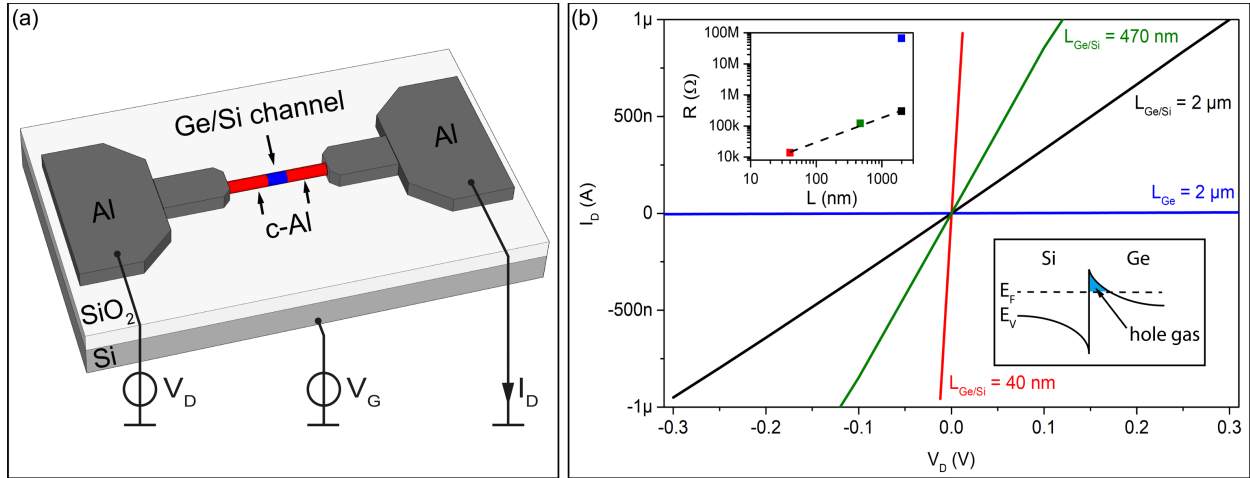 (a)
Ge/Si channel
Al
Al
c-Al
SiO₂
Si
V_D
V_G
I_D
(b)
1µ
500n
0
-500n
-1µ
I_D (A)
-0.3
-0.2
-0.1
0.0
0.1
0.2
0.3
V_D (V)
L_Ge/Si = 470 nm
L_Ge/Si = 2 µm
L_Ge = 2 µm
L_Ge/Si = 40 nm
100M
10M
1M
100k
10k
R (Ω)
10
100
1000
L (nm)
Si
Ge
E_F
E_V
hole gas